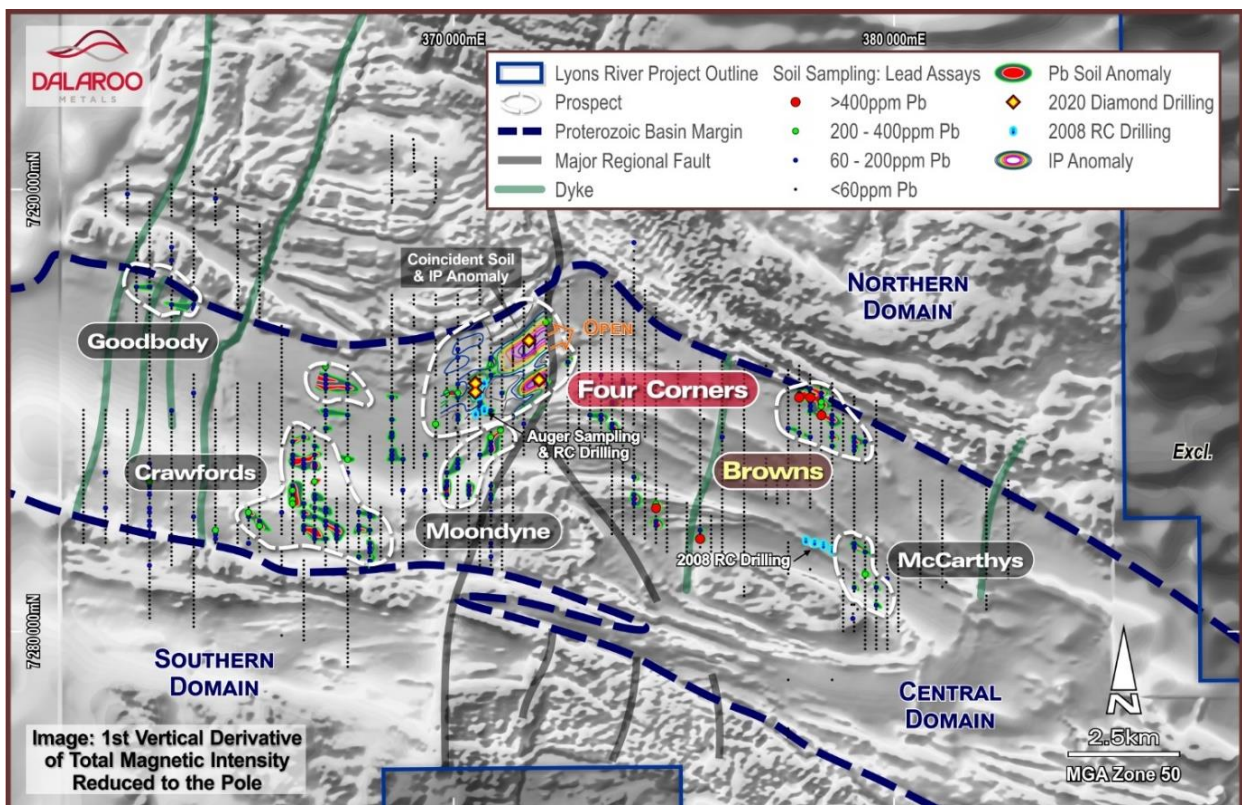 DALAROO
METALS
370 000mE
380 000mE
Lyons River Project Outline
Prospect
Proterozoic Basin Margin
Major Regional Fault
Dyke
Soil Sampling: Lead Assays
>400ppm Pb
200 - 400ppm Pb
60 - 200ppm Pb
<60ppm Pb
Pb Soil Anomaly
2020 Diamond Drilling
2008 RC Drilling
IP Anomaly
7 290 000mN
Coincident Soil
& IP Anomaly
NORTHERN
DOMAIN
OPEN
Goodbody
Four Corners
Auger Sampling
& RC Drilling
Crawfords
Browns
Excl.
Moondyne
2008 RC Drilling
McCarthys
7 280 000mN
SOUTHERN
DOMAIN
CENTRAL
DOMAIN
N
2.5km
MGA Zone 50
Image: 1st Vertical Derivative
of Total Magnetic Intensity
Reduced to the Pole